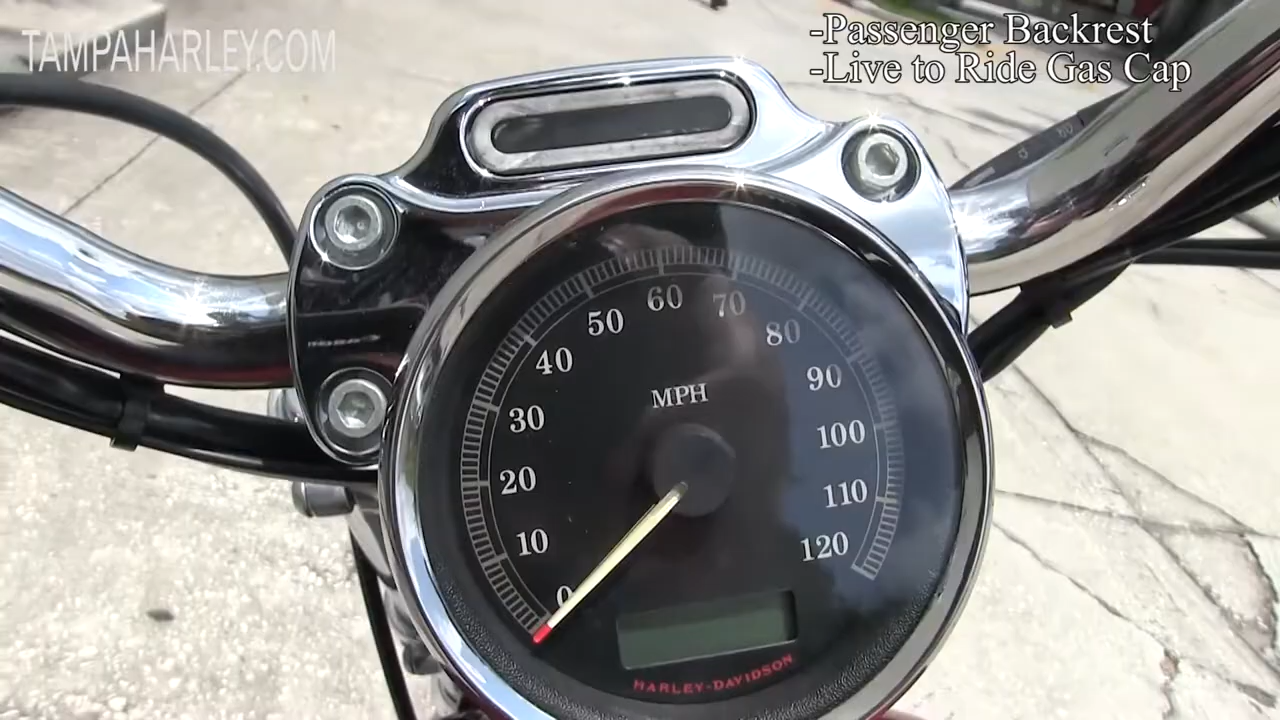 TAMPAHARLEY.COM
-Passenger Backrest
-Live to Ride Gas Cap
60
70
50
80
40
90
MPH
30
100
20
110
10
120
0
HARLEY-DAVIDSON